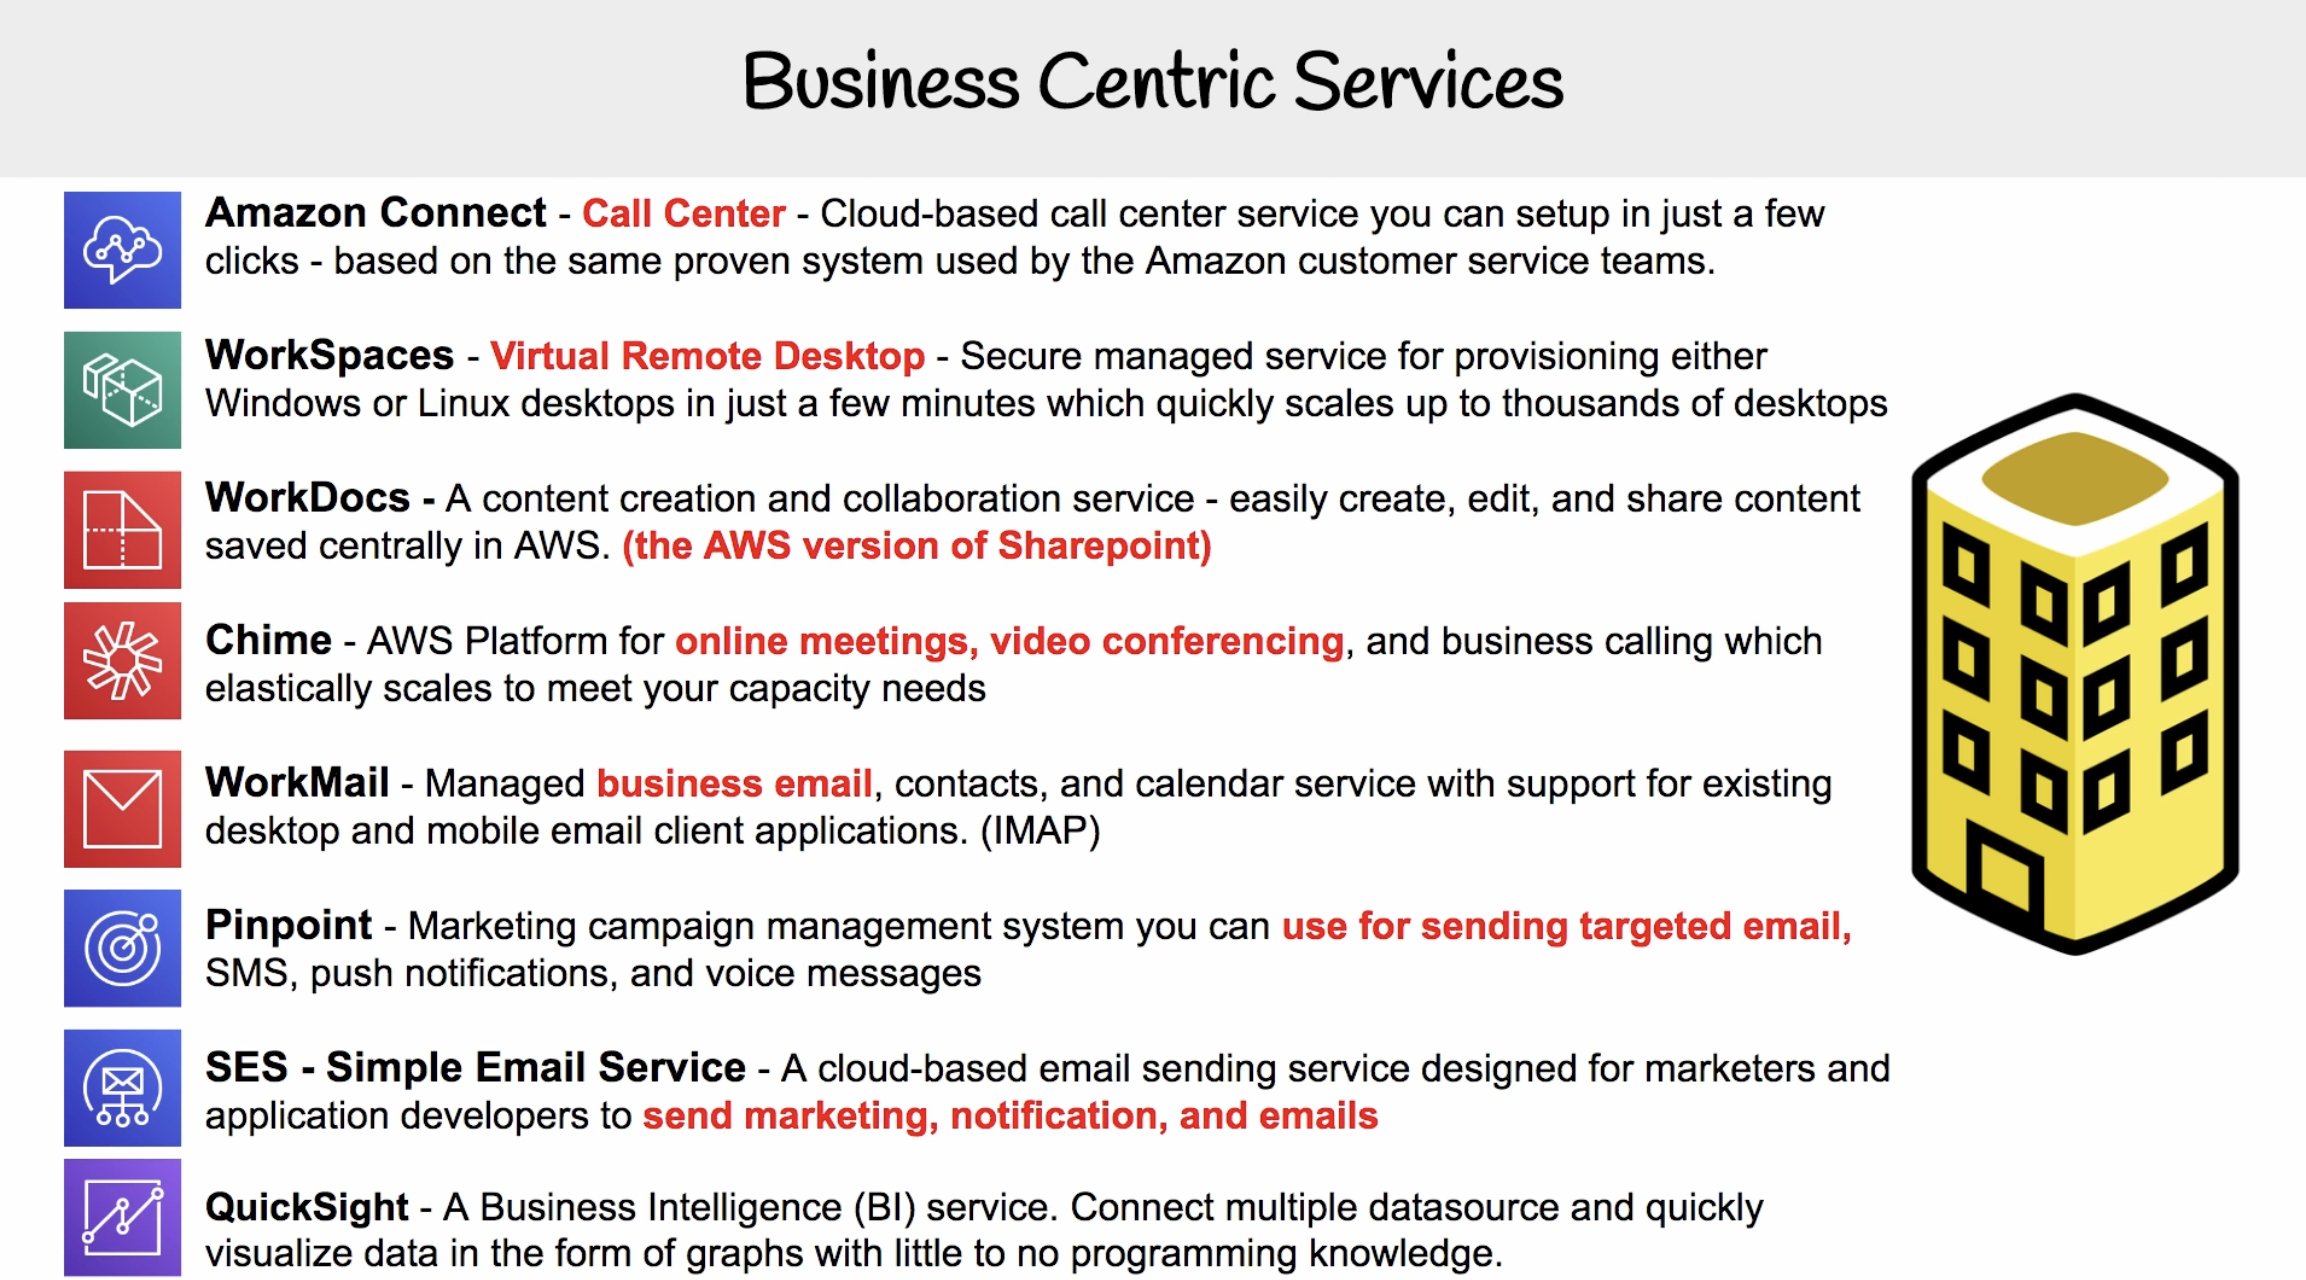 Business Centric Services
Amazon Connect - Call Center - Cloud-based call center service you can setup in just a few
clicks - based on the same proven system used by the Amazon customer service teams.
WorkSpaces - Virtual Remote Desktop - Secure managed service for provisioning either
Windows or Linux desktops in just a few minutes which quickly scales up to thousands of desktops
WorkDocs - A content creation and collaboration service - easily create, edit, and share content
saved centrally in AWS. (the AWS version of Sharepoint)
Chime - AWS Platform for online meetings, video conferencing, and business calling which
elastically scales to meet your capacity needs
WorkMail - Managed business email, contacts, and calendar service with support for existing
desktop and mobile email client applications. (IMAP)
Pinpoint - Marketing campaign management system you can use for sending targeted email,
SMS, push notifications, and voice messages
SES - Simple Email Service - A cloud-based email sending service designed for marketers and
application developers to send marketing, notification, and emails
QuickSight - A Business Intelligence (BI) service. Connect multiple datasource and quickly
visualize data in the form of graphs with little to no programming knowledge.